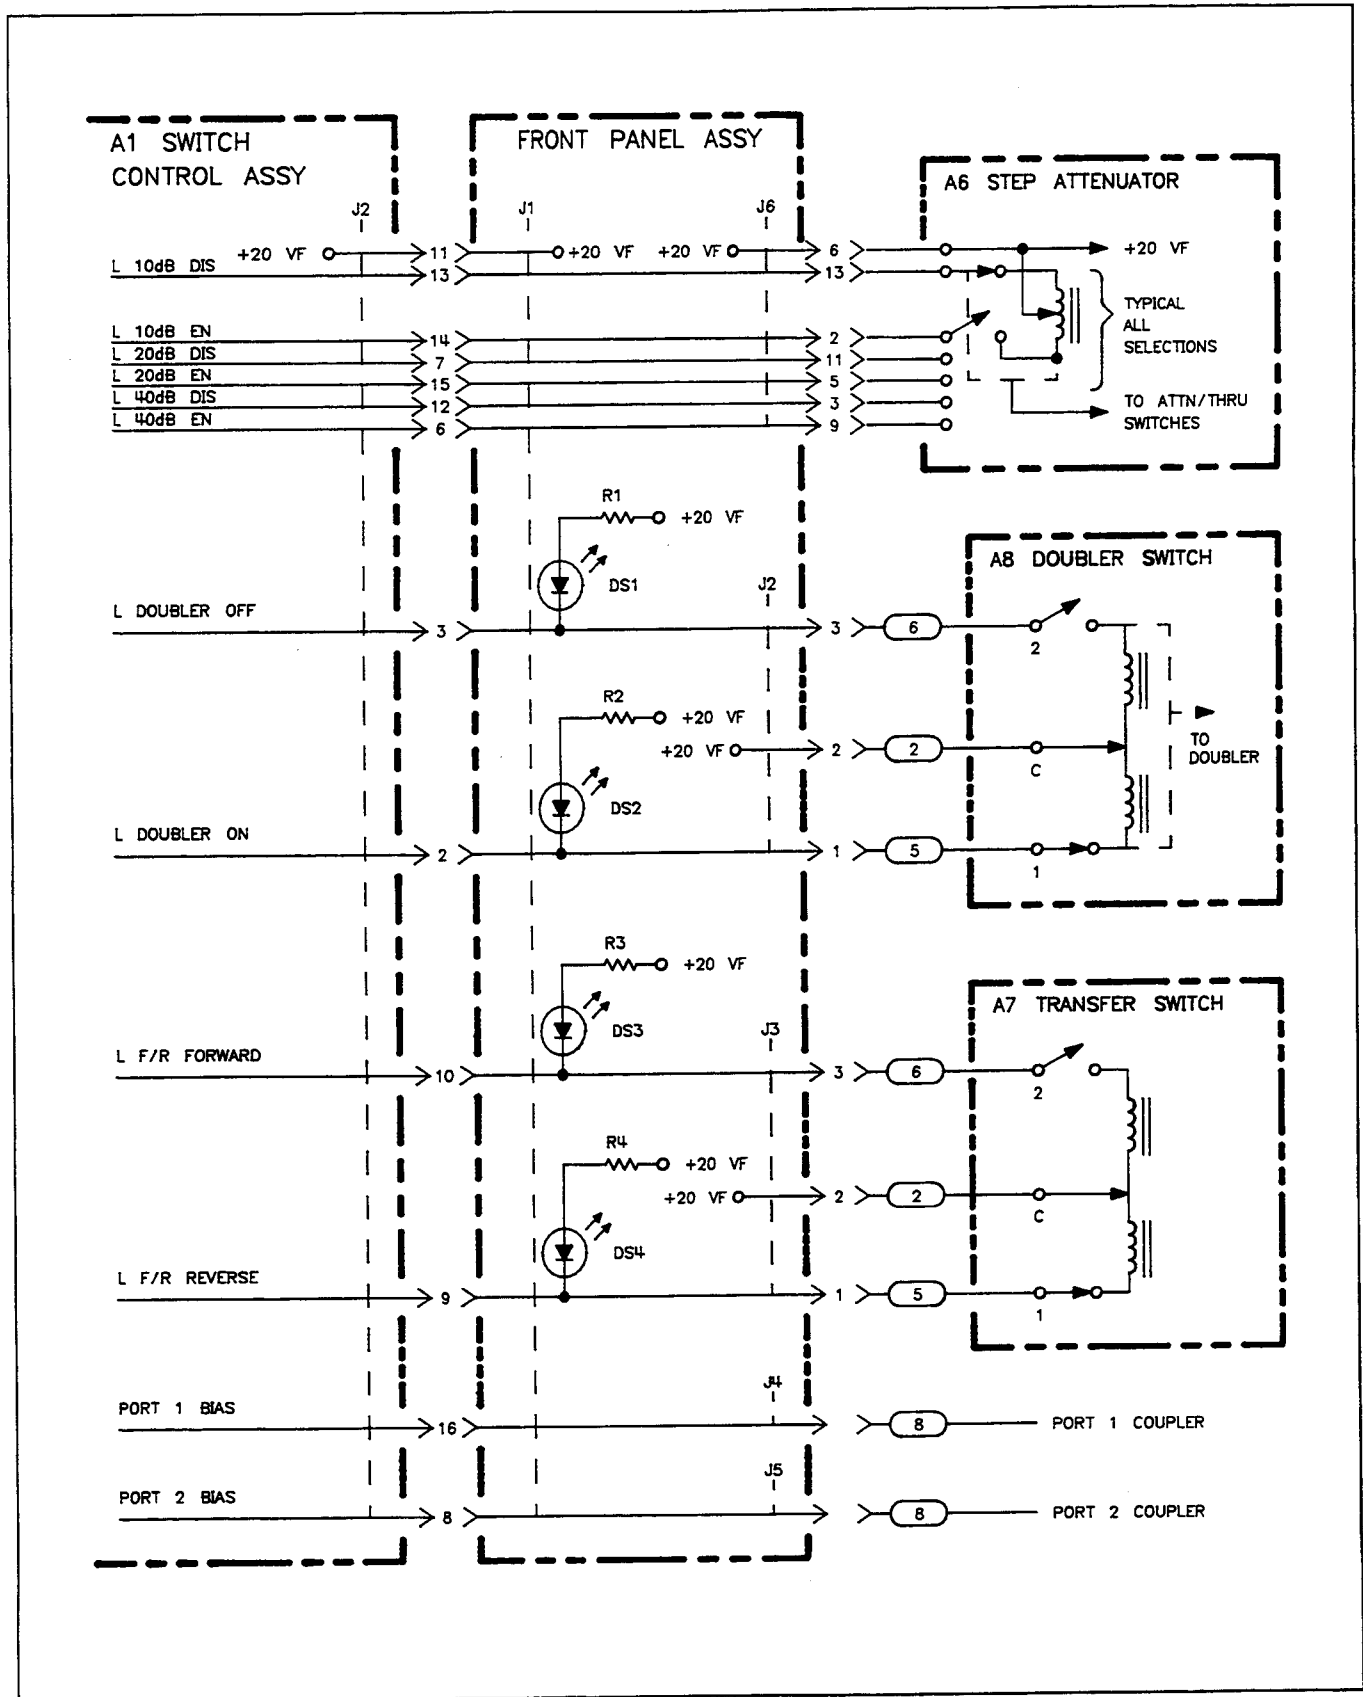 A1 SWITCH
CONTROL ASSY
FRONT PANEL ASSY
A6 STEP ATTENUATOR
J2
J1
J6
+20 VF
11
+20 VF
+20 VF
6
+20 VF
L 10dB DIS
13
13
TYPICAL
ALL
SELECTIONS
L 10dB EN
14
2
L 20dB DIS
7
11
L 20dB EN
15
5
L 40dB DIS
12
3
L 40dB EN
6
9
TO ATTN/THRU
SWITCHES
R1
+20 VF
DS1
A8 DOUBLER SWITCH
J2
L DOUBLER OFF
3
3
6
2
R2
+20 VF
+20 VF
2
2
C
TO
DOUBLER
DS2
L DOUBLER ON
2
1
5
1
R3
+20 VF
DS3
A7 TRANSFER SWITCH
J3
L F/R FORWARD
10
3
6
2
R4
+20 VF
+20 VF
2
2
C
DS4
L F/R REVERSE
9
1
5
1
J4
PORT 1 BIAS
16
8
PORT 1 COUPLER
J5
PORT 2 BIAS
8
8
PORT 2 COUPLER